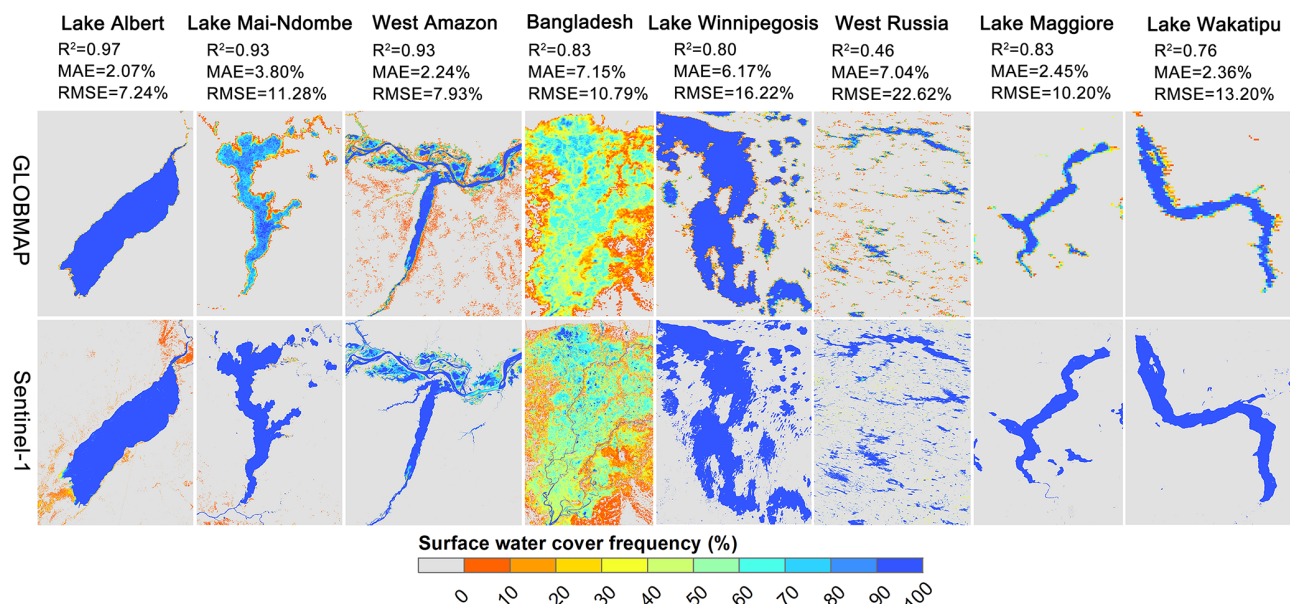 Lake Albert
R²=0.97
MAE=2.07%
RMSE=7.24%
Lake Mai-Ndombe
R²=0.93
MAE=3.80%
RMSE=11.28%
West Amazon
R²=0.93
MAE=2.24%
RMSE=7.93%
Bangladesh
R²=0.83
MAE=7.15%
RMSE=10.79%
Lake Winnipegosis
R²=0.80
MAE=6.17%
RMSE=16.22%
West Russia
R²=0.46
MAE=7.04%
RMSE=22.62%
Lake Maggiore
R²=0.83
MAE=2.45%
RMSE=10.20%
Lake Wakatipu
R²=0.76
MAE=2.36%
RMSE=13.20%
GLOBMAP
Sentinel-1
Surface water cover frequency (%)
0 10 20 30 40 50 60 70 80 90 100